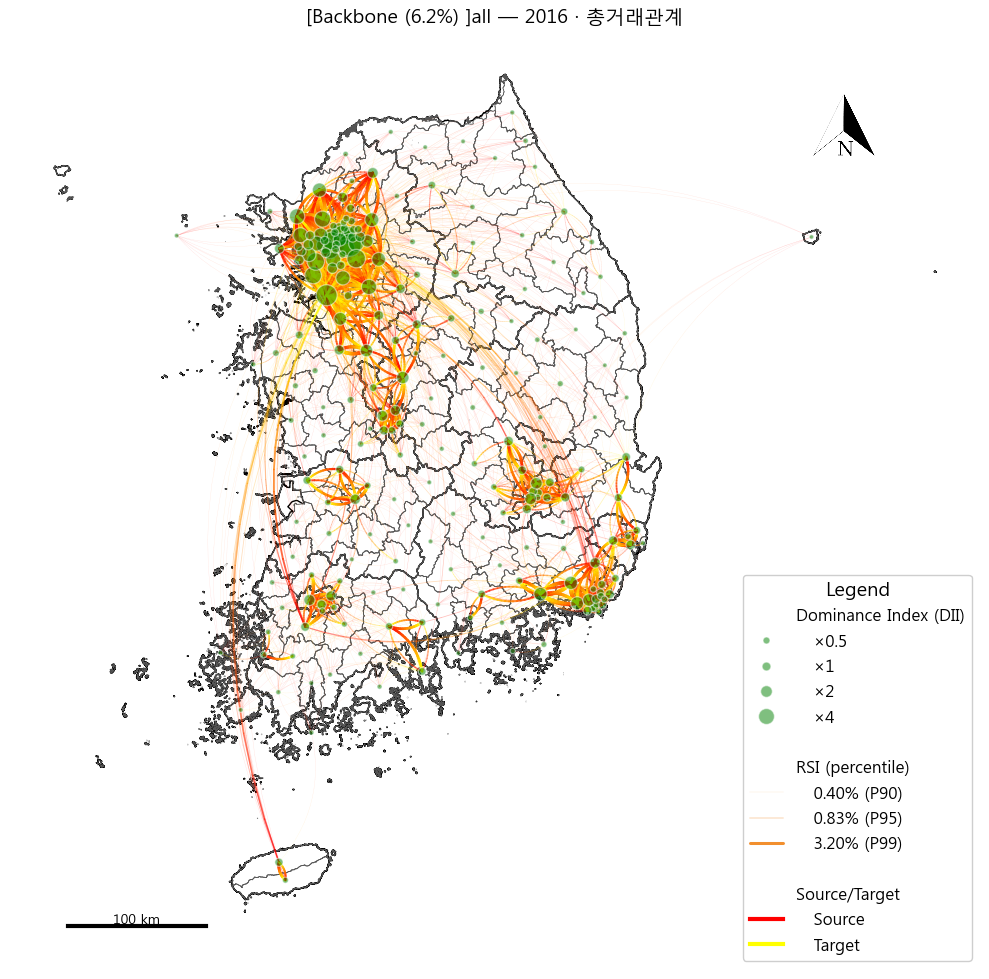 [Backbone (6.2%) ]all — 2016 · 총거래관계
N
Legend
Dominance Index (DII)
×0.5
×1
×2
×4
RSI (percentile)
0.40% (P90)
0.83% (P95)
3.20% (P99)
Source/Target
Source
Target
100 km